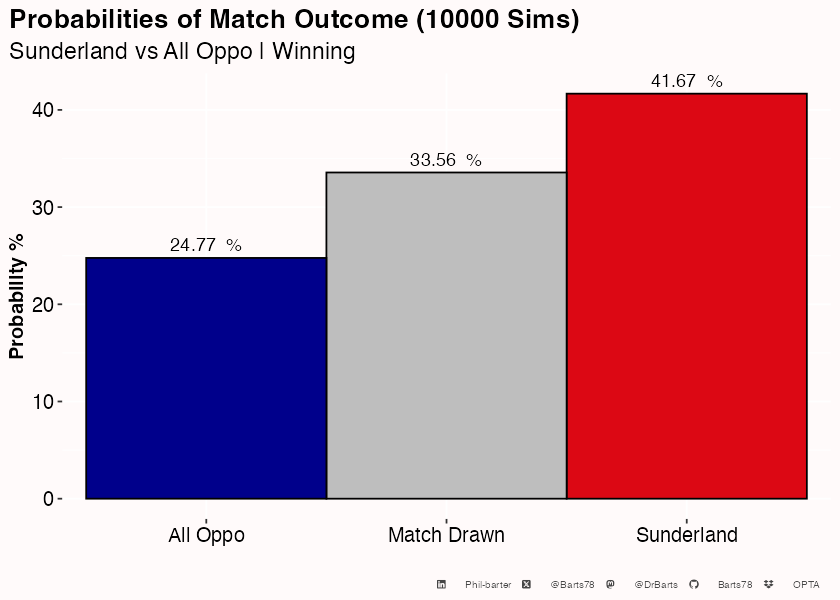 Probabilities of Match Outcome (10000 Sims)
Sunderland vs All Oppo | Winning
41.67 %
33.56 %
24.77 %
Probability %
40
30
20
10
0
All Oppo
Match Drawn
Sunderland
Phil-barter @Barts78 @DrBarts Barts78 OPTA